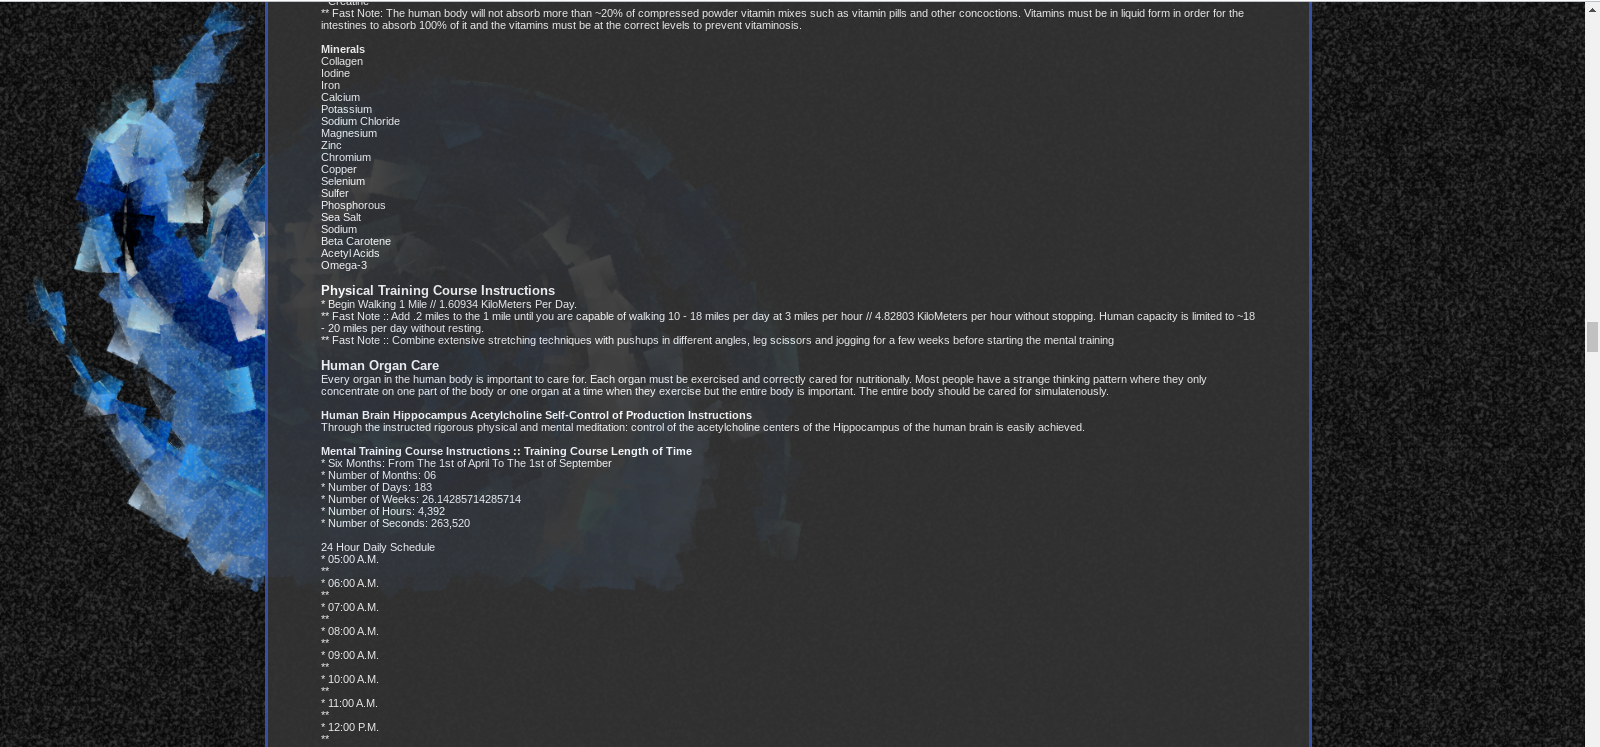 * Creatine
** Fast Note: The human body will not absorb more than ~20% of compressed powder vitamin mixes such as vitamin pills and other concoctions. Vitamins must be in liquid form in order for the
intestines to absorb 100% of it and the vitamins must be at the correct levels to prevent vitaminosis.
Minerals
Collagen
Iodine
Iron
Calcium
Potassium
Sodium Chloride
Magnesium
Zinc
Chromium
Copper
Selenium
Sulfer
Phosphorous
Sea Salt
Sodium
Beta Carotene
Acetyl Acids
Omega-3
Physical Training Course Instructions
* Begin Walking 1 Mile // 1.60934 KiloMeters Per Day.
** Fast Note :: Add .2 miles to the 1 mile until you are capable of walking 10 - 18 miles per day at 3 miles per hour // 4.82803 KiloMeters per hour without stopping. Human capacity is limited to ~18
- 20 miles per day without resting.
** Fast Note :: Combine extensive stretching techniques with pushups in different angles, leg scissors and jogging for a few weeks before starting the mental training
Human Organ Care
Every organ in the human body is important to care for. Each organ must be exercised and correctly cared for nutritionally. Most people have a strange thinking pattern where they only
concentrate on one part of the body or one organ at a time when they exercise but the entire body is important. The entire body should be cared for simulatenously.
Human Brain Hippocampus Acetylcholine Self-Control of Production Instructions
Through the instructed rigorous physical and mental meditation: control of the acetylcholine centers of the Hippocampus of the human brain is easily achieved.
Mental Training Course Instructions :: Training Course Length of Time
* Six Months: From The 1st of April To The 1st of September
* Number of Months: 06
* Number of Days: 183
* Number of Weeks: 26.14285714285714
* Number of Hours: 4,392
* Number of Seconds: 263,520
24 Hour Daily Schedule
* 05:00 A.M.
**
* 06:00 A.M.
**
* 07:00 A.M.
**
* 08:00 A.M.
**
* 09:00 A.M.
**
* 10:00 A.M.
**
* 11:00 A.M.
**
* 12:00 P.M.
**